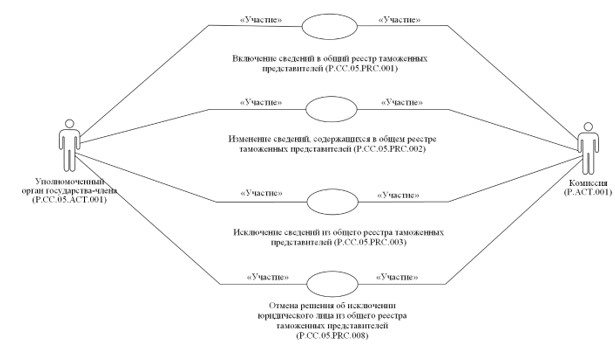 «Участие» «Участие»
Включение сведений в общий реестр таможенных
представителей (P.CC.05.PRC.001)
«Участие» «Участие»
Изменение сведений, содержащихся в общем реестре
таможенных представителей (P.CC.05.PRC.002)
Уполномоченный
орган государства-члена
(P.CC.05.ACT.001)
Комиссия
(P.ACT.001)
«Участие» «Участие»
Исключение сведений из общего реестра таможенных
представителей (P.CC.05.PRC.003)
«Участие» «Участие»
Отмена решения об исключении
юридического лица из общего реестра
таможенных представителей
(P.CC.05.PRC.008)